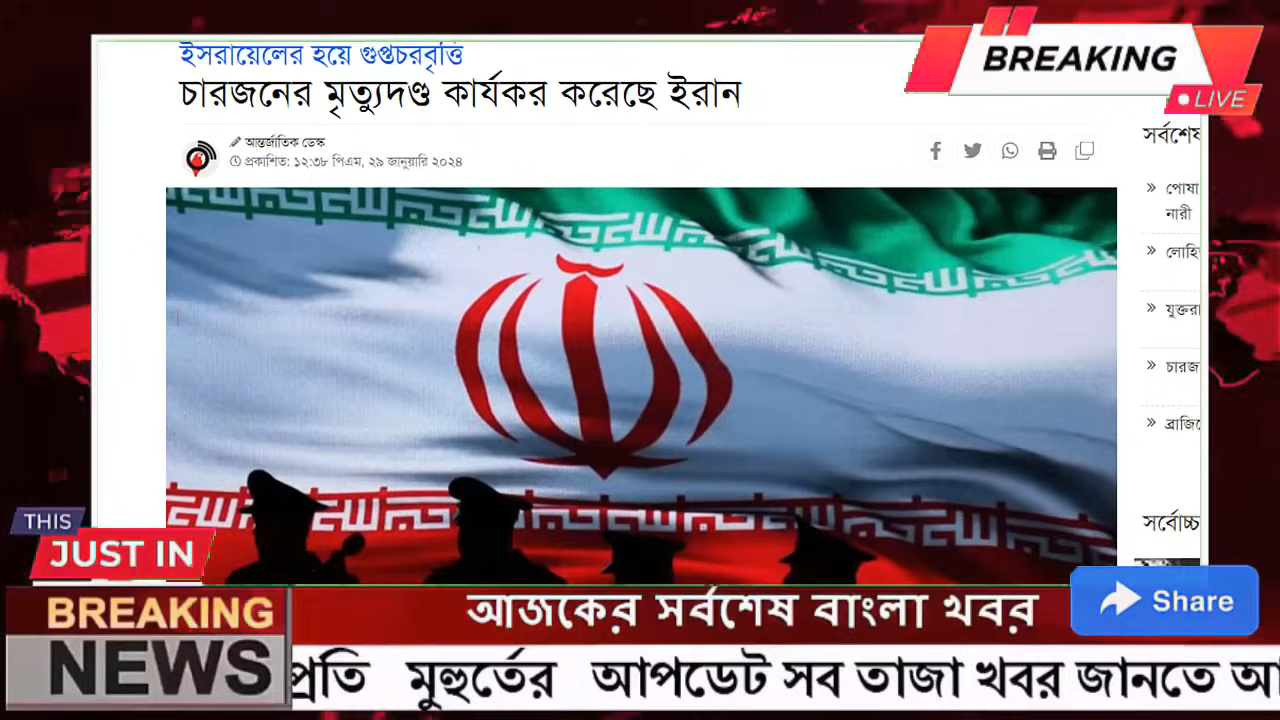 ইসরায়েলের হয়ে গুপ্তচরবৃত্তি
চারজনের মৃত্যুদণ্ড কার্যকর করেছে ইরান
আন্তর্জাতিক ডেস্ক
প্রকাশিত: ১২:৩৮ পিএম, ২৯ জানুয়ারি ২০২৪
BREAKING
LIVE
সর্বশেষ
পোষা
নারী
লোহি
যুক্তরা
চারজ
ব্রাজিে
সর্বোচ্চ
THIS
JUST IN
BREAKING
NEWS
আজকের সর্বশেষ বাংলা খবর
Share
প্রতি মুহুর্তের আপডেট সব তাজা খবর জানতে আ